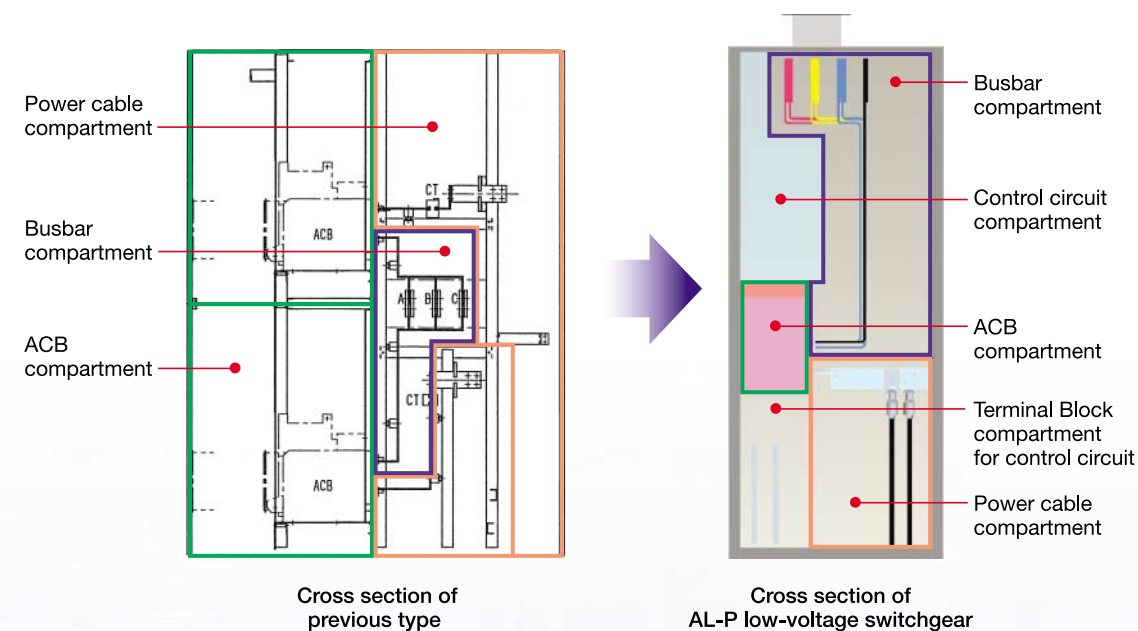 Power cable
compartment
Busbar
compartment
ACB
compartment
CT
ACB
A B C
CT
ACB
Cross section of
previous type
Busbar
compartment
Control circuit
compartment
ACB
compartment
Terminal Block
compartment
for control circuit
Power cable
compartment
Cross section of
AL-P low-voltage switchgear